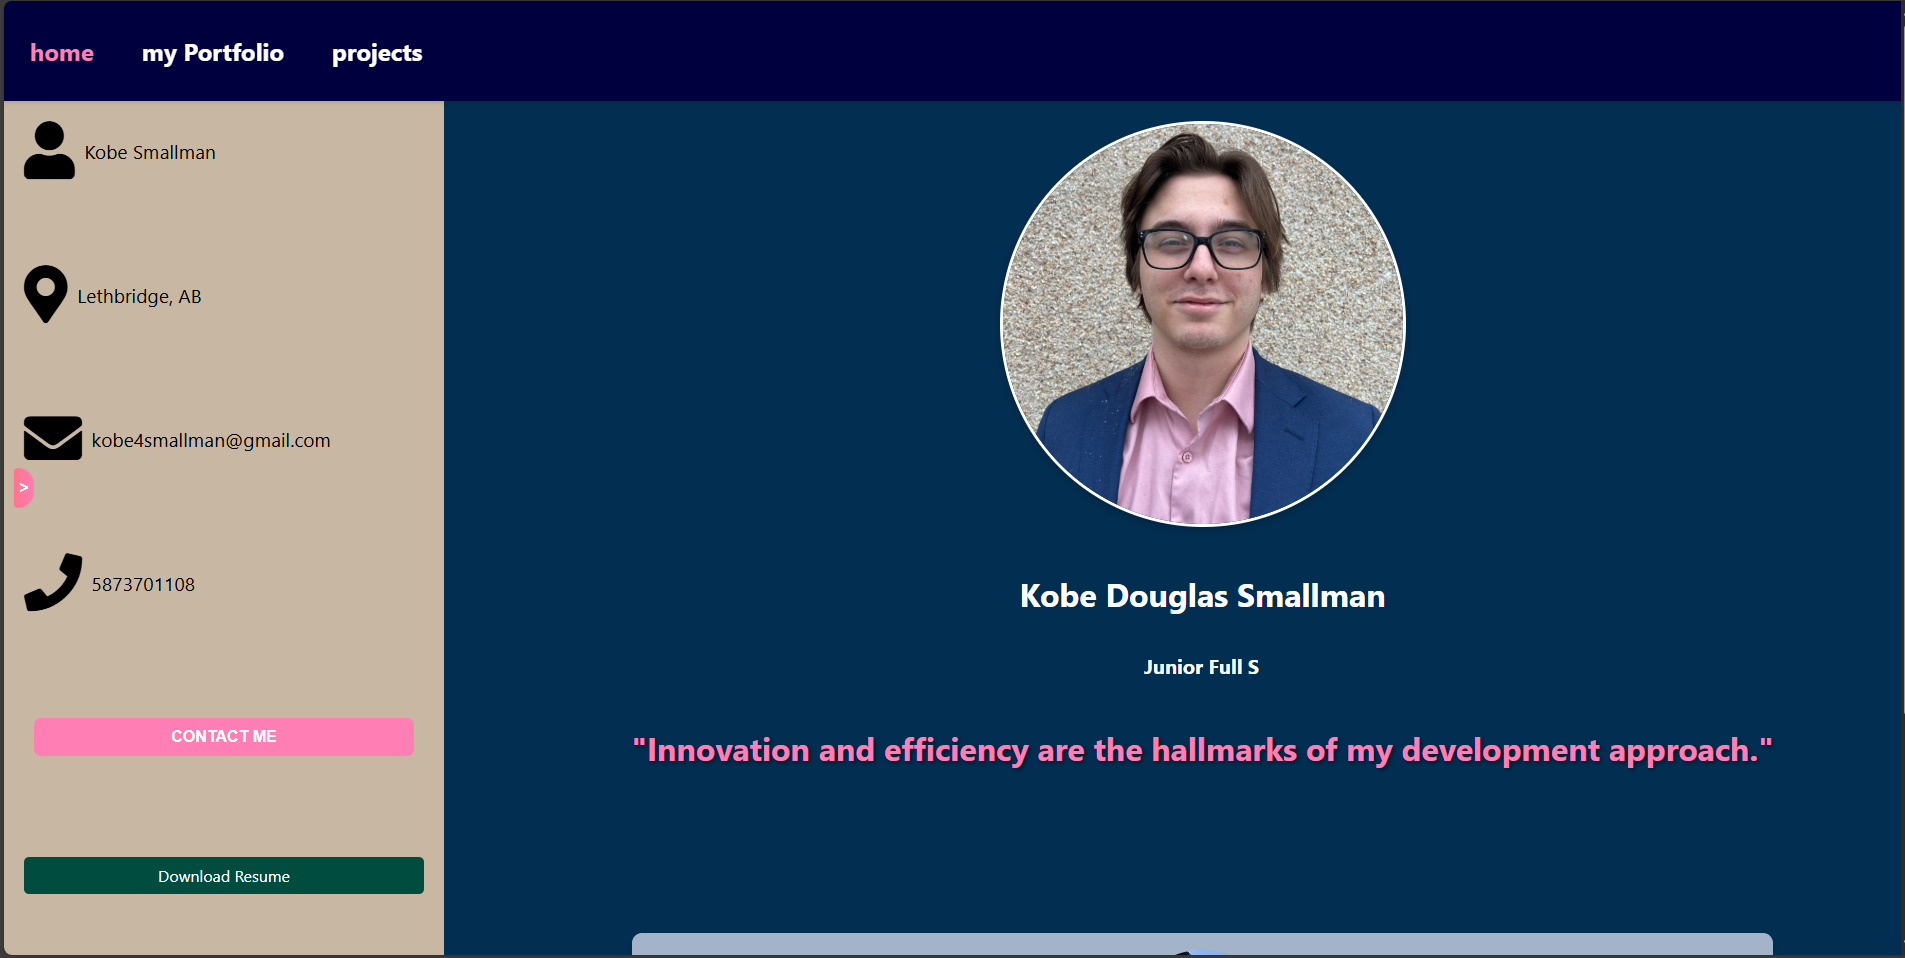 home my Portfolio projects
Kobe Smallman
Lethbridge, AB
kobe4smallman@gmail.com
>
5873701108
CONTACT ME
Download Resume
Kobe Douglas Smallman
Junior Full S
"Innovation and efficiency are the hallmarks of my development approach."